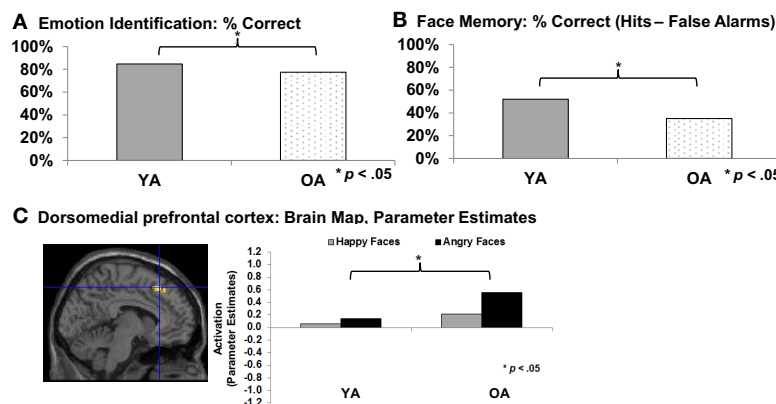 A Emotion Identification: % Correct
*
100%
80%
60%
40%
20%
0%
YA
OA
* p < .05
B Face Memory: % Correct (Hits – False Alarms)
*
100%
80%
60%
40%
20%
0%
YA
OA
* p < .05
C Dorsomedial prefrontal cortex: Brain Map, Parameter Estimates
Happy Faces
Angry Faces
*
Activation
(Parameter Estimates)
1.2
1.0
0.8
0.6
0.4
0.2
0.0
-0.2
-0.4
-0.6
-0.8
-1.0
-1.2
* p < .05
YA
OA